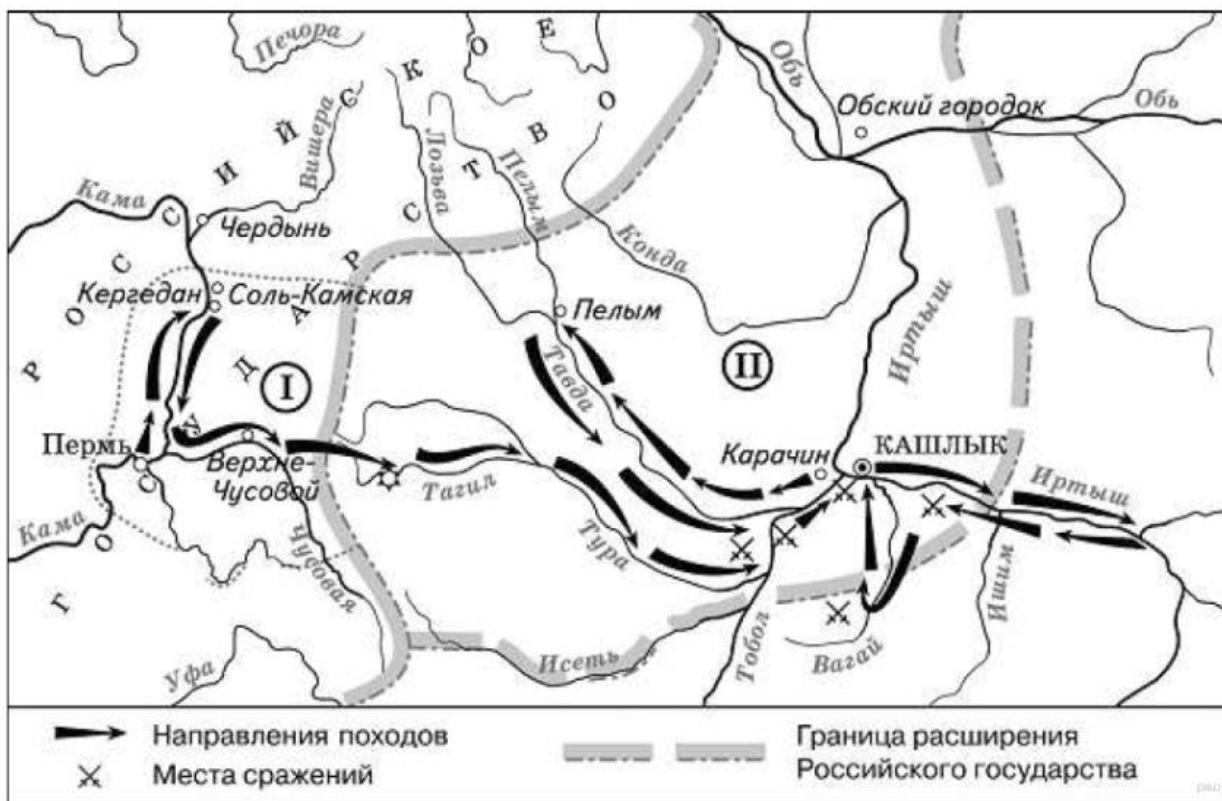 Печора
Обь
Обский городок
Обь
Вишера
Лозьва
Пелым
Кама
Чердынь
Конда
РОССИЙСКОЕ
ГОСУДАРСТВО
Кергедан
Соль-Камская
Пелым
Иртыш
I
II
Тавда
Пермь
Верхне-
Чусовой
Карачин
КАШЛЫК
Тагил
Иртыш
Кама
Тура
Чусовая
Ишим
Уфа
Исеть
Тобол
Вагай
Направления походов
Места сражений
Граница расширения
Российского государства